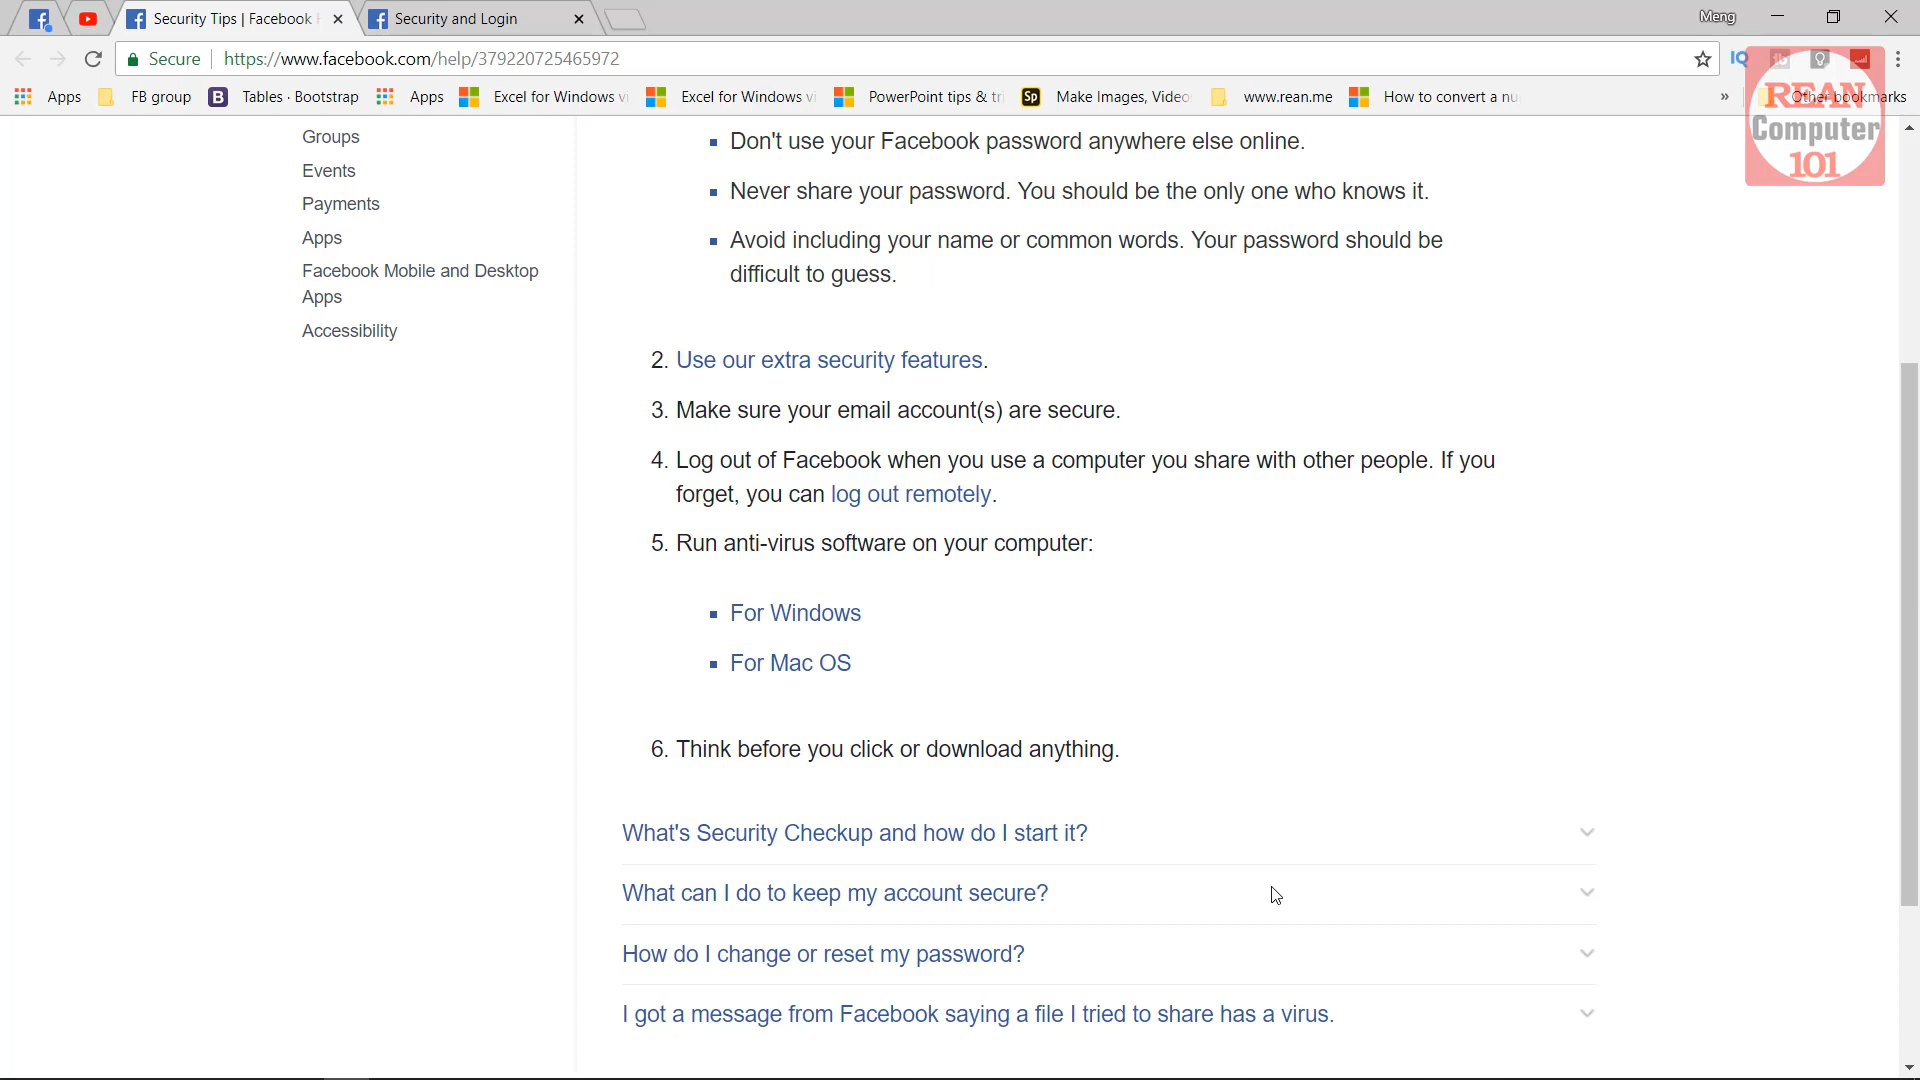 Security Tips | Facebook
Security and Login
Meng
Secure
https://www.facebook.com/help/379220725465972
Apps
FB group
Tables · Bootstrap
Apps
Excel for Windows vi
Excel for Windows vi
PowerPoint tips & tri
Sp
Make Images, Video
www.rean.me
How to convert a nu
»
Other bookmarks
REAN
Computer
101
Groups
Events
Payments
Apps
Facebook Mobile and Desktop
Apps
Accessibility
Don't use your Facebook password anywhere else online.
Never share your password. You should be the only one who knows it.
Avoid including your name or common words. Your password should be
difficult to guess.
2. Use our extra security features.
3. Make sure your email account(s) are secure.
4. Log out of Facebook when you use a computer you share with other people. If you
forget, you can log out remotely.
5. Run anti-virus software on your computer:
For Windows
For Mac OS
6. Think before you click or download anything.
What's Security Checkup and how do I start it?
What can I do to keep my account secure?
How do I change or reset my password?
I got a message from Facebook saying a file I tried to share has a virus.